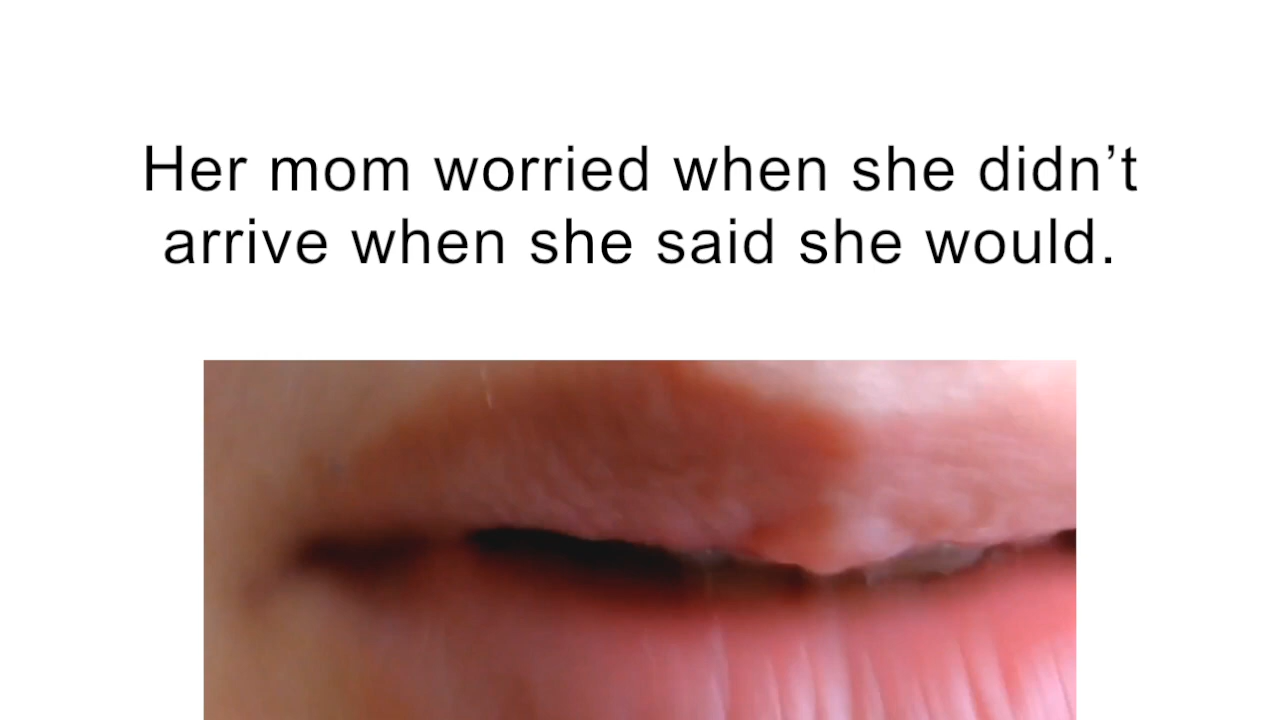 Her mom worried when she didn’t
arrive when she said she would.